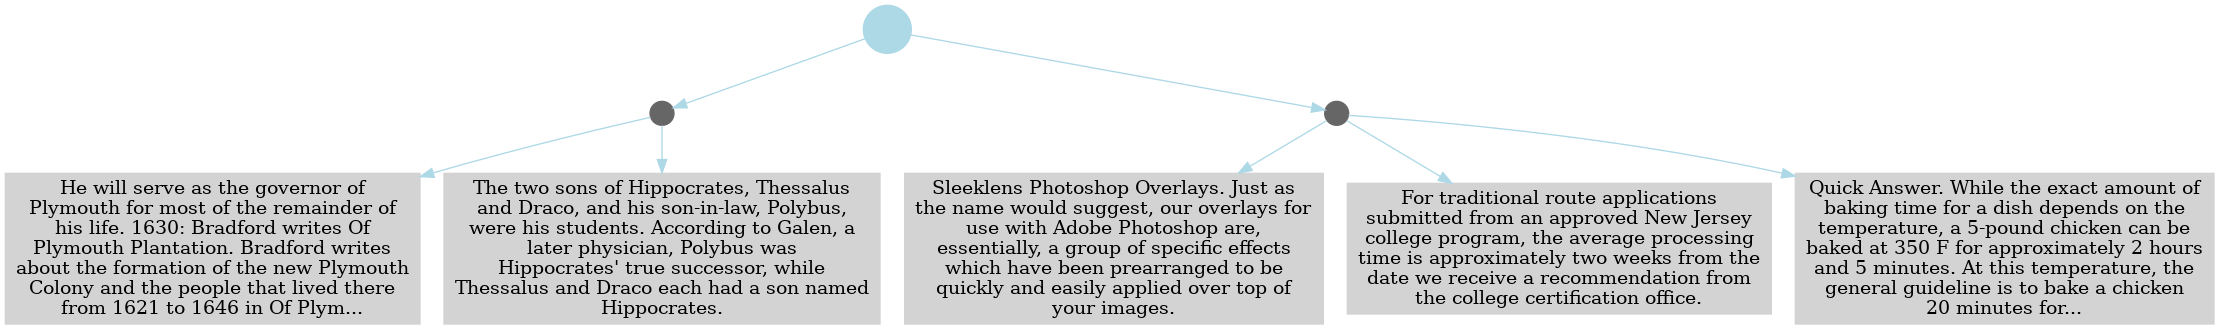 He will serve as the governor of
Plymouth for most of the remainder of
his life. 1630: Bradford writes Of
Plymouth Plantation. Bradford writes
about the formation of the new Plymouth
Colony and the people that lived there
from 1621 to 1646 in Of Plym...
The two sons of Hippocrates, Thessalus
and Draco, and his son-in-law, Polybus,
were his students. According to Galen, a
later physician, Polybus was
Hippocrates' true successor, while
Thessalus and Draco each had a son named
Hippocrates.
Sleeklens Photoshop Overlays. Just as
the name would suggest, our overlays for
use with Adobe Photoshop are,
essentially, a group of specific effects
which have been prearranged to be
quickly and easily applied over top of
your images.
For traditional route applications
submitted from an approved New Jersey
college program, the average processing
time is approximately two weeks from the
date we receive a recommendation from
the college certification office.
Quick Answer. While the exact amount of
baking time for a dish depends on the
temperature, a 5-pound chicken can be
baked at 350 F for approximately 2 hours
and 5 minutes. At this temperature, the
general guideline is to bake a chicken
20 minutes for...